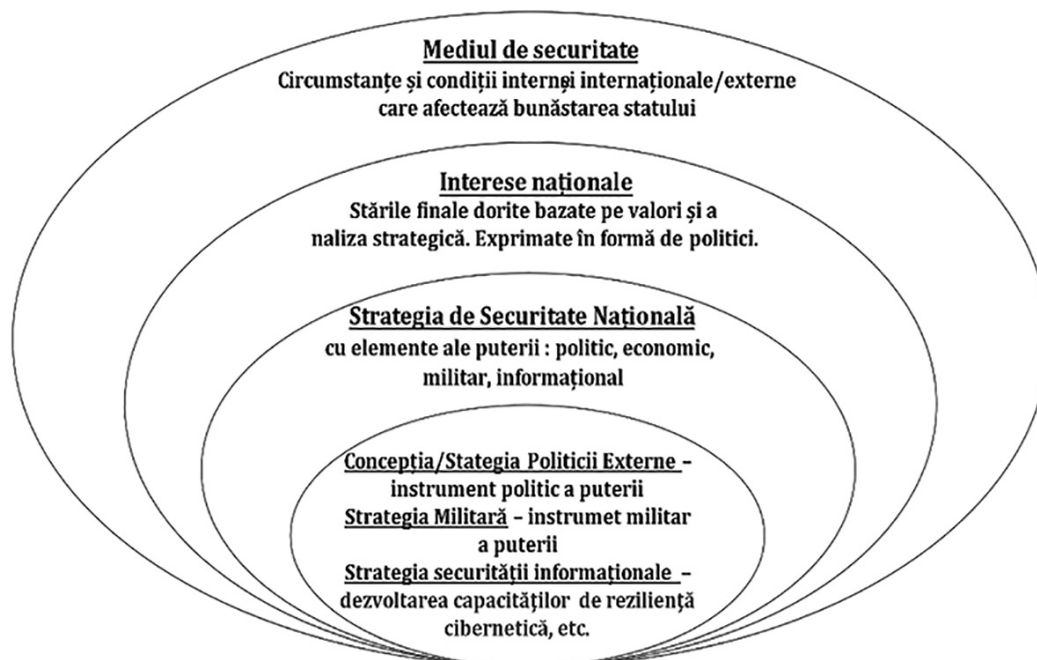 Mediul de securitate
Circumstanțe și condiții internși internaționale/externe
care afectează bunăstarea statului
Interese naționale
Stările finale dorite bazate pe valori și a
naliza strategică. Exprimate în formă de politici.
Strategia de Securitate Națională
cu elemente ale puterii : politic, economic,
militar, informațional
Concepția/Stategia Politicii Externe –
instrument politic a puterii
Strategia Militară – instrumet militar
a puterii
Strategia securității informaționale –
dezvoltarea capacităților de reziliență
cibernetică, etc.